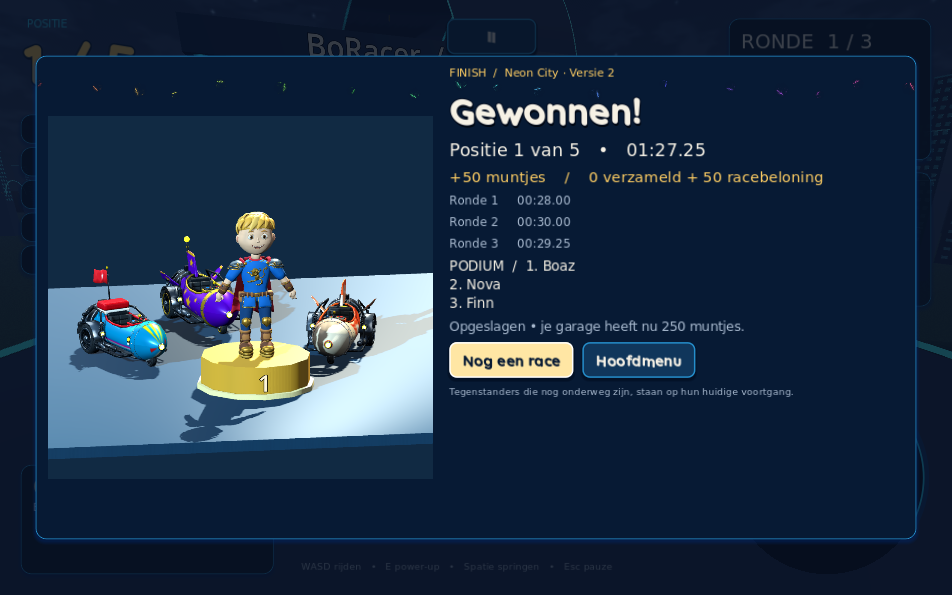 POSITIE
1 / 5
BoRacer /
RONDE 1 / 3
FINISH / Neon City · Versie 2
Gewonnen!
Positie 1 van 5 • 01:27.25
+50 muntjes / 0 verzameld + 50 racebeloning
Ronde 1 00:28.00
Ronde 2 00:30.00
Ronde 3 00:29.25
PODIUM / 1. Boaz
2. Nova
3. Finn
Opgeslagen • je garage heeft nu 250 muntjes.
Nog een race Hoofdmenu
Tegenstanders die nog onderweg zijn, staan op hun huidige voortgang.
1
WASD rijden • E power-up • Spatie springen • Esc pauze